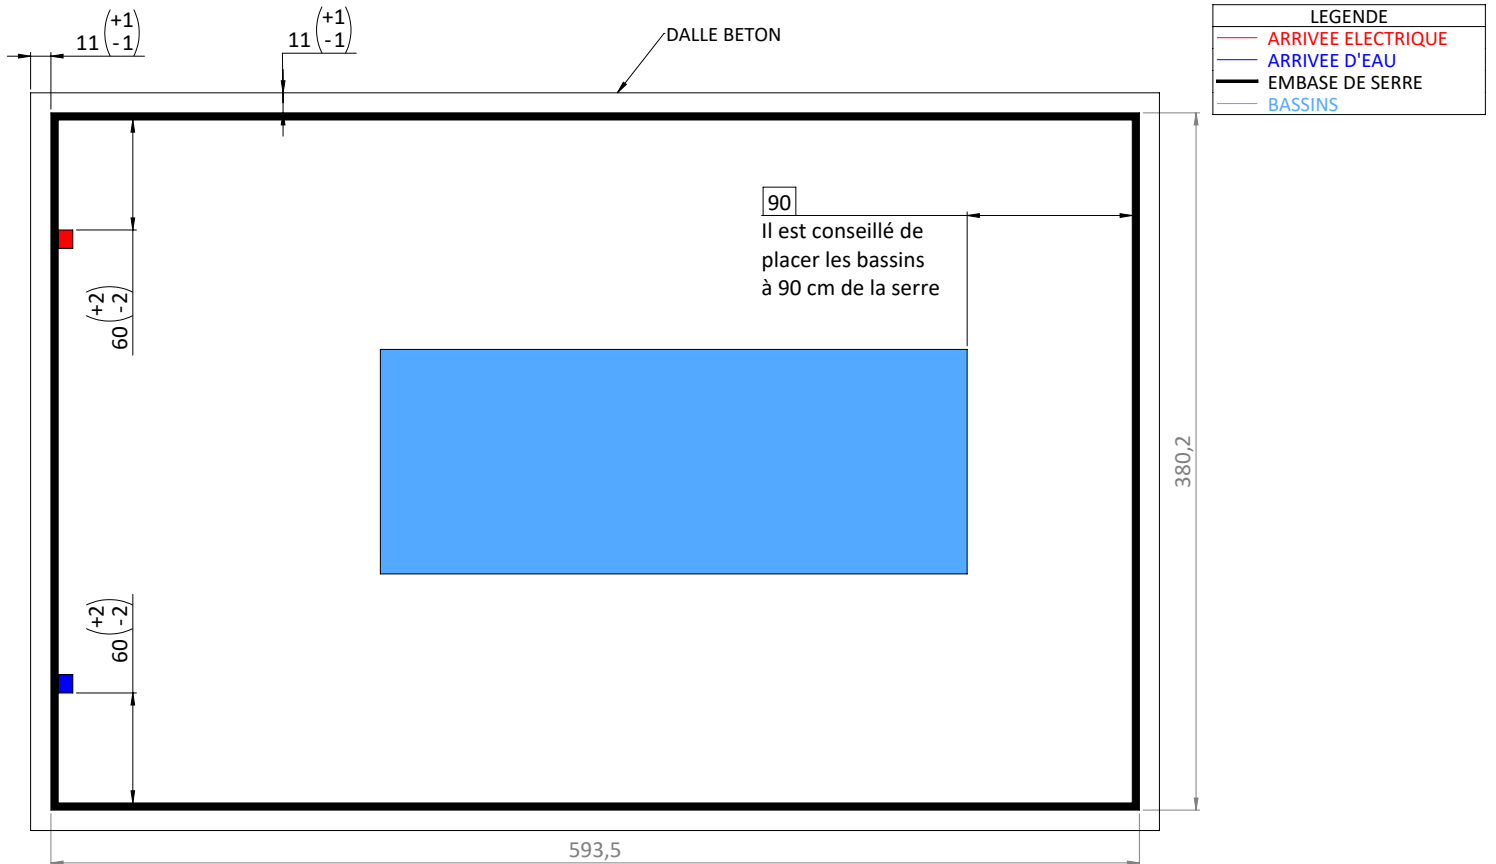 11 (+1
-1)
11 (+1
-1)
DALLE BETON
LEGENDE
ARRIVEE ELECTRIQUE
ARRIVEE D'EAU
EMBASE DE SERRE
BASSINS
90
Il est conseillé de
placer les bassins
à 90 cm de la serre
60 (+2
-2)
60 (+2
-2)
380,2
593,5